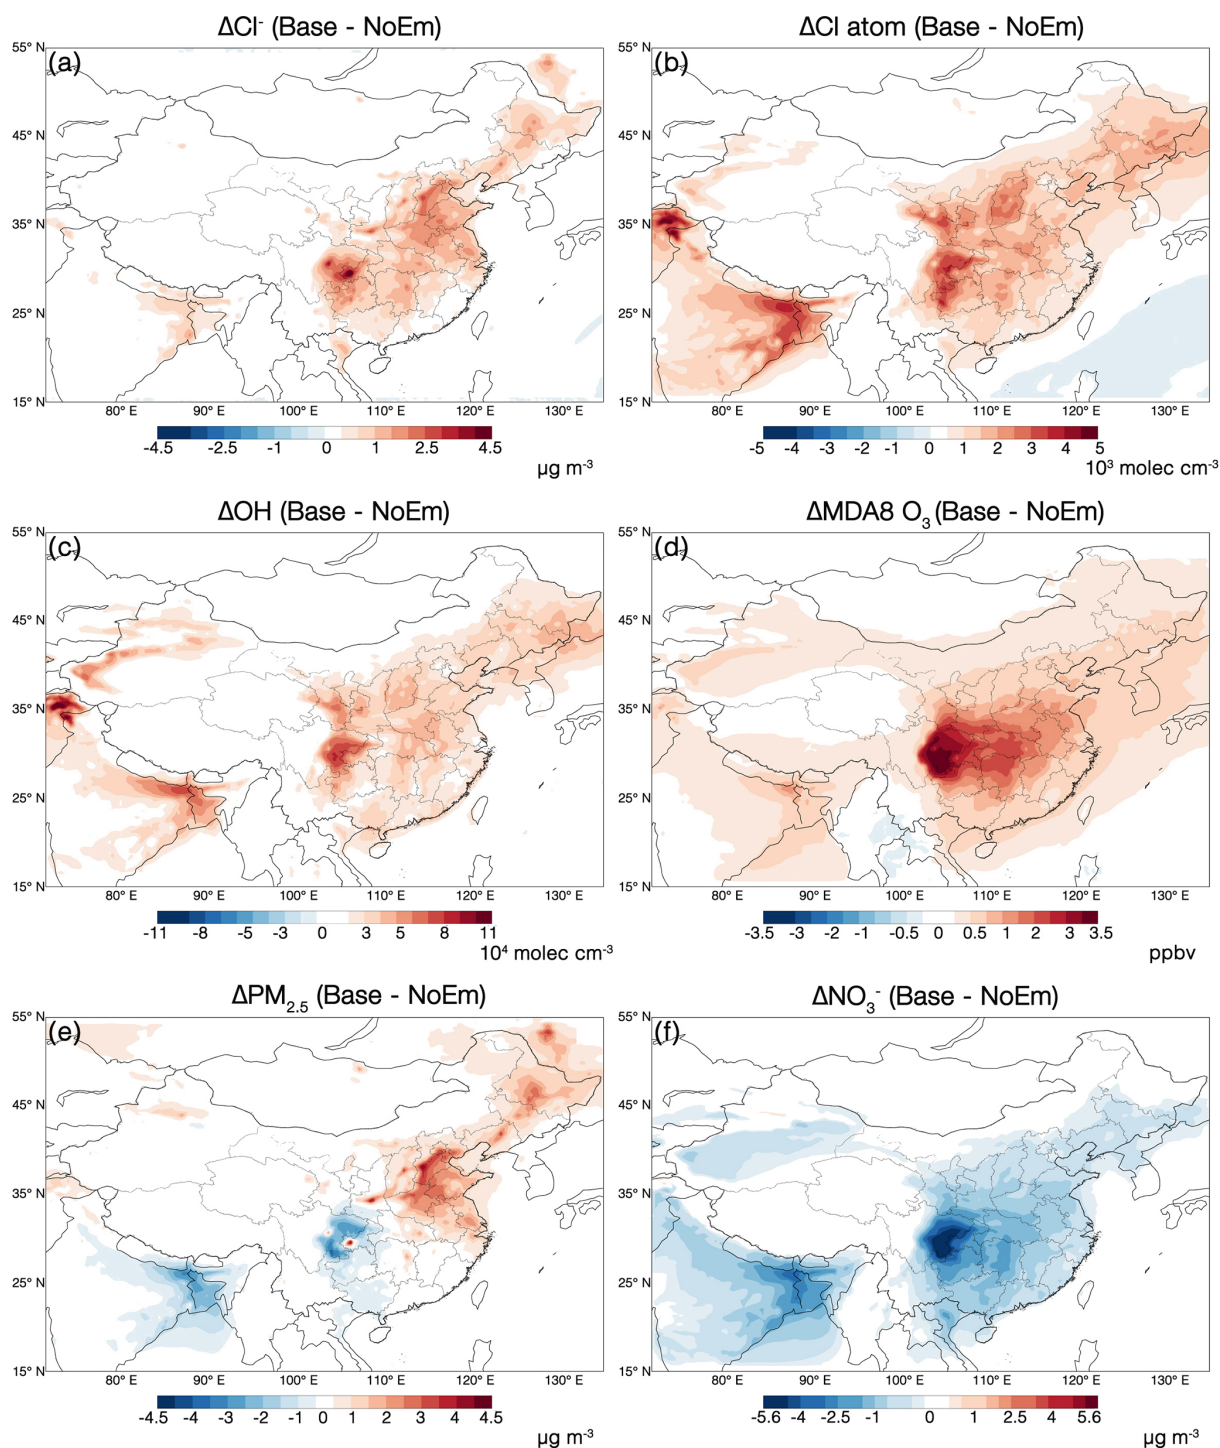 ΔCl⁻ (Base - NoEm)
ΔCl atom (Base - NoEm)
(a)
55° N
45° N
35° N
25° N
15° N
80° E 90° E 100° E 110° E 120° E 130° E
-4.5 -2.5 -1 0 1 2.5 4.5
µg m⁻³
(b)
55° N
45° N
35° N
25° N
15° N
80° E 90° E 100° E 110° E 120° E 130° E
-5 -4 -3 -2 -1 0 1 2 3 4 5
10³ molec cm⁻³
ΔOH (Base - NoEm)
ΔMDA8 O₃ (Base - NoEm)
(c)
55° N
45° N
35° N
25° N
15° N
80° E 90° E 100° E 110° E 120° E 130° E
-11 -8 -5 -3 0 3 5 8 11
10⁴ molec cm⁻³
(d)
55° N
45° N
35° N
25° N
15° N
80° E 90° E 100° E 110° E 120° E 130° E
-3.5 -3 -2 -1 -0.5 0 0.5 1 2 3 3.5
ppbv
ΔPM₂.₅ (Base - NoEm)
ΔNO₃⁻ (Base - NoEm)
(e)
55° N
45° N
35° N
25° N
15° N
80° E 90° E 100° E 110° E 120° E 130° E
-4.5 -4 -3 -2 -1 0 1 2 3 4 4.5
µg m⁻³
(f)
55° N
45° N
35° N
25° N
15° N
80° E 90° E 100° E 110° E 120° E 130° E
-5.6 -4 -2.5 -1 0 1 2.5 4 5.6
µg m⁻³